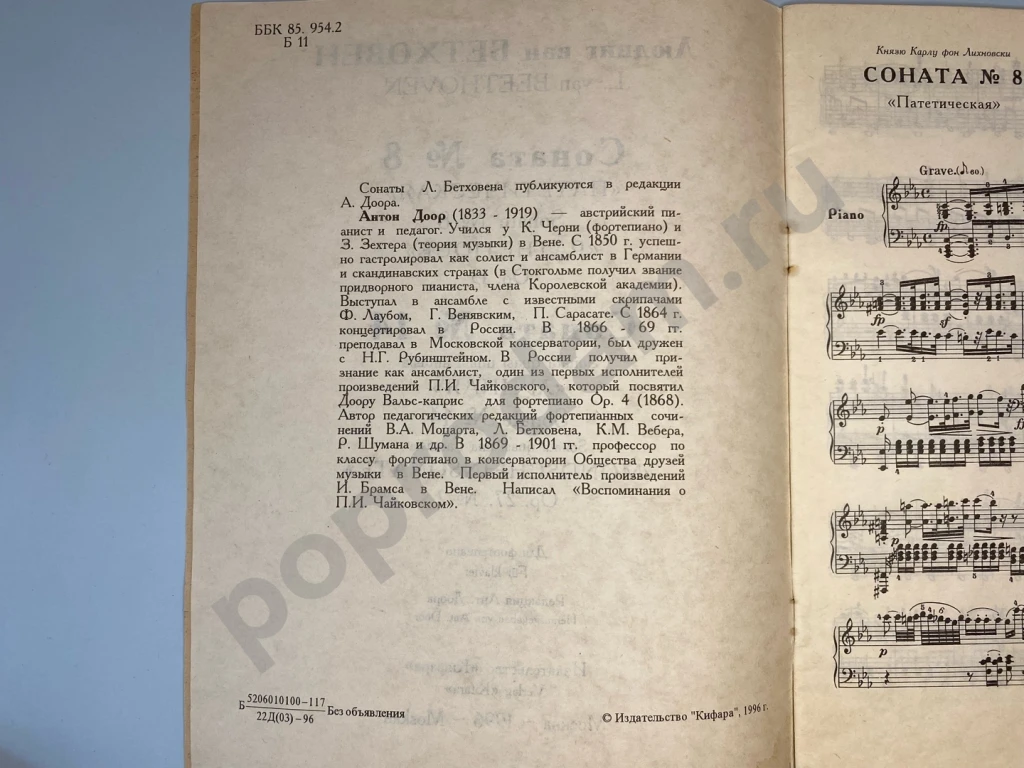 ББК 85. 954.2
Б 11
Сонаты Л. Бетховена публикуются в редакции
А. Доора.
Антон Доор (1833 - 1919) — австрийский пи-
анист и педагог. Учился у К. Черни (фортепиано) и
З. Зехтера (теория музыки) в Вене. С 1850 г. успеш-
но гастролировал как солист и ансамблист в Германии
и скандинавских странах (в Стокгольме получил звание
придворного пианиста, члена Королевской академии).
Выступал в ансамбле с известными скрипачами
Ф. Лаубом, Г. Венявским, П. Сарасате. С 1864 г.
концертировал в России. В 1866 - 69 гг.
преподавал в Московской консерватории, был дружен
с Н.Г. Рубинштейном. В России получил при-
знание как ансамблист, один из первых исполнителей
произведений П.И. Чайковского, который посвятил
Доору Вальс-каприс для фортепиано Ор. 4 (1868).
Автор педагогических редакций фортепианных сочи-
нений В.А. Моцарта, Л. Бетховена, К.М. Вебера,
Р. Шумана и др. В 1869 - 1901 гг. профессор по
классу фортепиано в консерватории Общества друзей
музыки в Вене. Первый исполнитель произведений
И. Брамса в Вене. Написал «Воспоминания о
П.И. Чайковском».
Б 5206010100-117
22Д(03)-96 Без объявления
© Издательство "Кифара", 1996 г.
Князю Карлу фон Лихновски
СОНАТА № 8
«Патетическая»
Grave.(♪60.)
Piano
fp
fp
sf
p
p
p